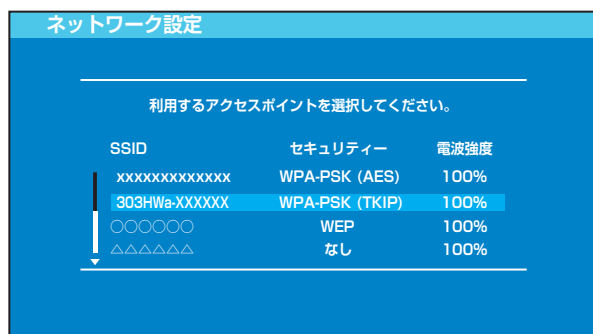 ネットワーク設定
利用するアクセスポイントを選択してください。
SSID セキュリティー 電波強度
xxxxxxxxxxxxx WPA-PSK (AES) 100%
303HWa-XXXXXX WPA-PSK (TKIP) 100%
○○○○○○ WEP 100%
△△△△△△ なし 100%